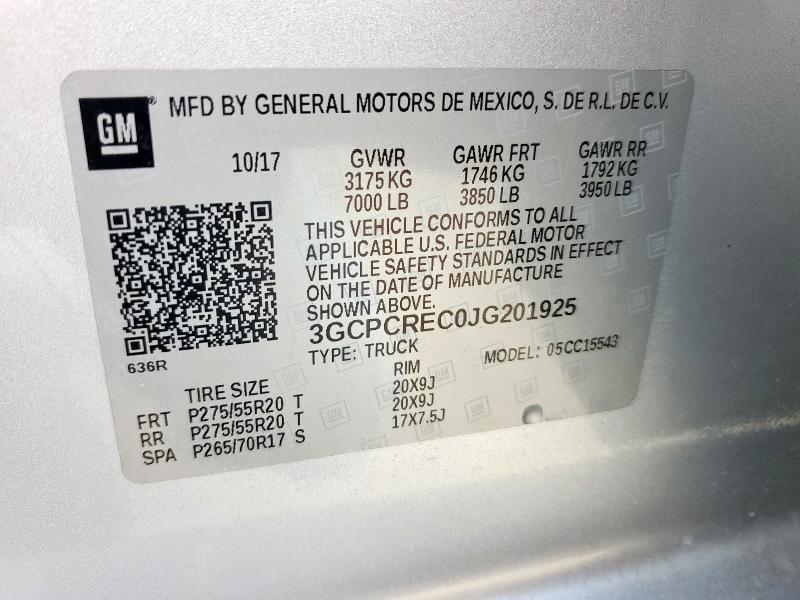 GM
MFD BY GENERAL MOTORS DE MEXICO, S. DE R.L. DE C.V.
10/17 GVWR GAWR FRT GAWR RR
3175 KG 1746 KG 1792 KG
7000 LB 3850 LB 3950 LB
THIS VEHICLE CONFORMS TO ALL
APPLICABLE U.S. FEDERAL MOTOR
VEHICLE SAFETY STANDARDS IN EFFECT
ON THE DATE OF MANUFACTURE
SHOWN ABOVE.
3GCPCREC0JG201925
636R
TYPE: TRUCK MODEL: 05CC15543
TIRE SIZE RIM
FRT P275/55R20 T 20X9J
RR P275/55R20 T 20X9J
SPA P265/70R17 S 17X7.5J